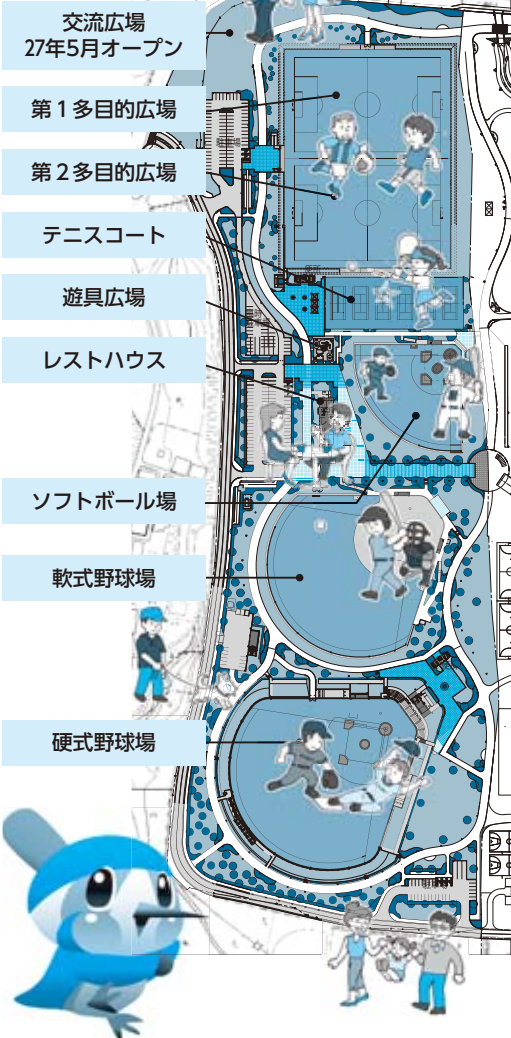 交流広場
27年5月オープン
第1多目的広場
駐車場
第2多目的広場
テニスコート
遊具広場
レストハウス
ソフトボール場
軟式野球場
硬式野球場